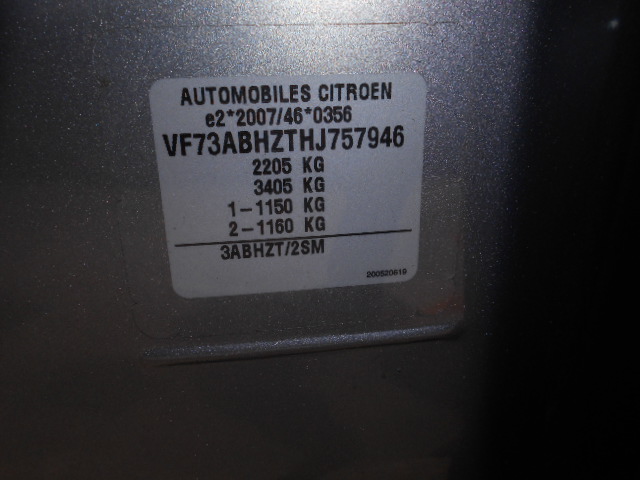 AUTOMOBILES CITROEN
e2*2007/46*0356
VF73ABHZTHJ757946
2205 KG
3405 KG
1-1150 KG
2-1160 KG
3ABHZT/2SM
200520619